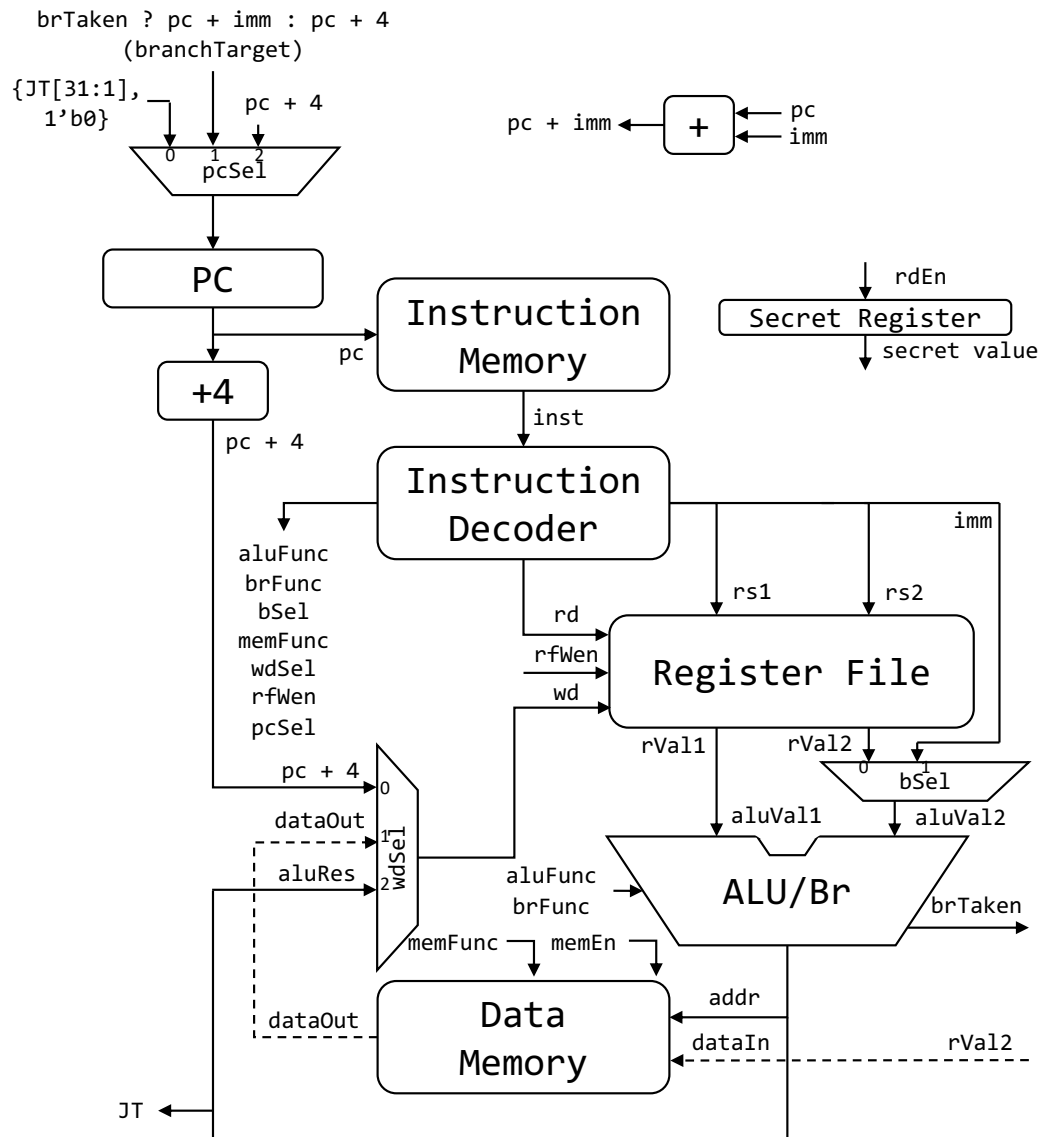 brTaken ? pc + imm : pc + 4
(branchTarget)
{JT[31:1],
1’b0}
pc + 4
0
1
2
pcSel
pc + imm
+
pc
imm
PC
rdEn
Secret Register
secret value
Instruction
Memory
pc
+4
pc + 4
inst
Instruction
Decoder
imm
aluFunc
brFunc
bSel
memFunc
wdSel
rfWen
pcSel
rs1
rs2
rd
rfWen
wd
Register File
rVal1
rVal2
0
1
bSel
pc + 4
0
dataOut
1
aluRes
2
wdSel
aluVal1
aluVal2
aluFunc
brFunc
ALU/Br
brTaken
memFunc
memEn
Data
Memory
addr
dataOut
dataIn
rVal2
JT